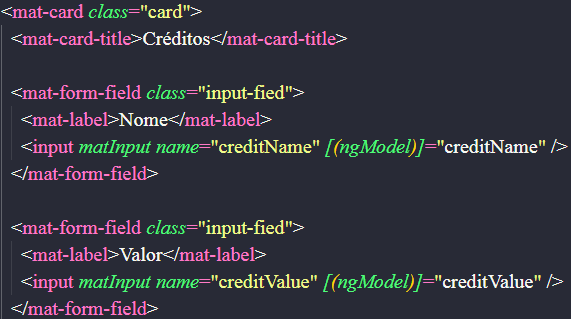 <mat-card class="card">
<mat-card-title>Créditos</mat-card-title>
<mat-form-field class="input-fied">
<mat-label>Nome</mat-label>
<input matInput name="creditName" [(ngModel)]="creditName" />
</mat-form-field>
<mat-form-field class="input-fied">
<mat-label>Valor</mat-label>
<input matInput name="creditValue" [(ngModel)]="creditValue" />
</mat-form-field>